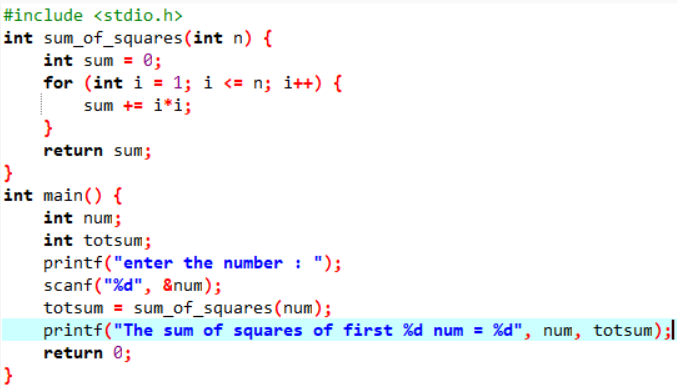 #include <stdio.h>
int sum_of_squares(int n) {
    int sum = 0;
    for (int i = 1; i <= n; i++) {
        sum += i*i;
    }
    return sum;
}
int main() {
    int num;
    int totsum;
    printf("enter the number : ");
    scanf("%d", &num);
    totsum = sum_of_squares(num);
    printf("The sum of squares of first %d num = %d", num, totsum);
    return 0;
}